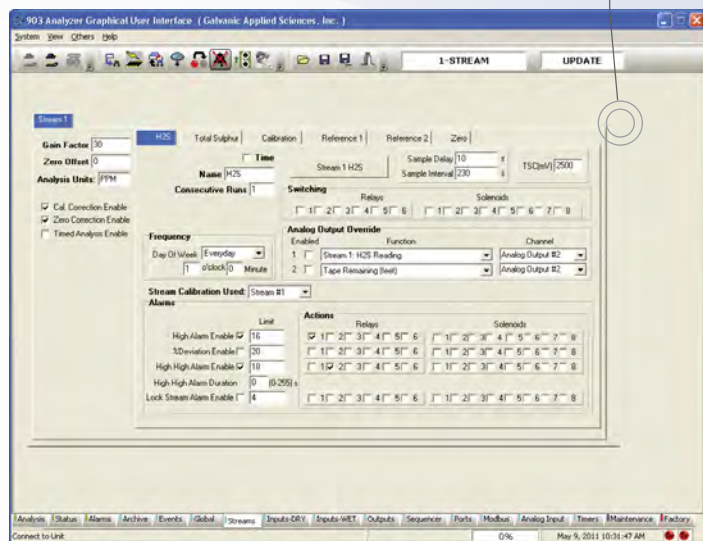 903 Analyzer Graphical User Interface ( Galvanic Applied Sciences, Inc. )
System View Others Help
1-STREAM UPDATE
Stream 1
H2S Total Sulphur Calibration Reference 1 Reference 2 Zero
Gain Factor 30
Zero Offset 0
Analysis Units: PPM
Cal. Correction Enable
Zero Correction Enable
Timed Analysis Enable
Time
Name H2S
Consecutive Runs 1
Stream 1 H2S
Sample Delay 10 s
Sample Interval 230 s
TSC(mV) 2500
Switching
Relays Solenoids
1 2 3 4 5 6 1 2 3 4 5 6 7 8
Frequency
Day Of Week Everyday
1 o'clock 0 Minute
Analog Output Override
Enabled Function Channel
1 Stream 1: H2S Reading Analog Output #2
2 Tape Remaining (feet) Analog Output #2
Stream Calibration Used: Stream #1
Alarms
Limit
Actions
Relays Solenoids
High Alarm Enable 16 1 2 3 4 5 6 1 2 3 4 5 6 7 8
%Deviation Enable 20 1 2 3 4 5 6 1 2 3 4 5 6 7 8
High High Alarm Enable 18 1 2 3 4 5 6 1 2 3 4 5 6 7 8
High High Alarm Duration 0 (0-255) s
Lock Stream Alarm Enable 4 1 2 3 4 5 6 1 2 3 4 5 6 7 8
Analysis Status Alarms Archive Events Global Streams Inputs-DRY Inputs-WET Outputs Sequencer Ports Modbus Analog Input Timers Maintenance Factory
Connect to Unit 0% May 9, 2011 10:31:47 AM